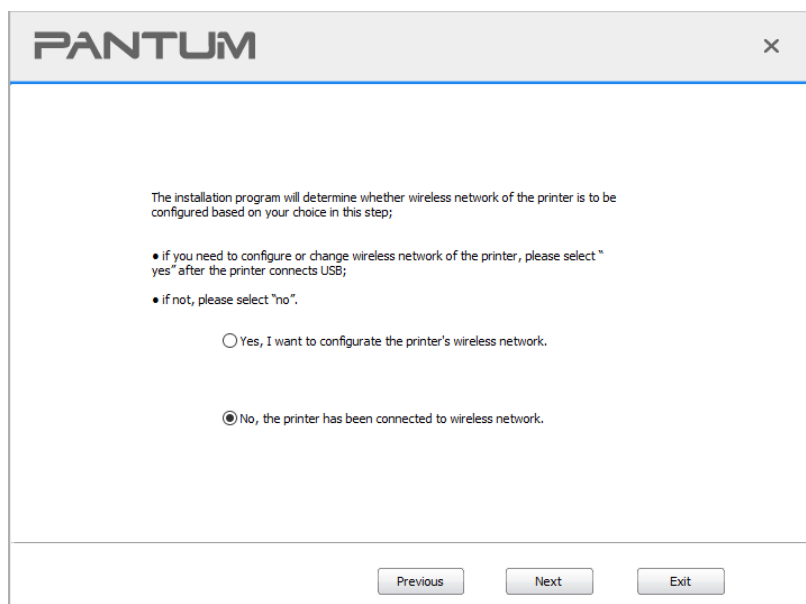 PANTUM
The installation program will determine whether wireless network of the printer is to be
configured based on your choice in this step;
● if you need to configure or change wireless network of the printer, please select “
yes” after the printer connects USB;
● if not, please select “no”.
Yes, I want to configurate the printer's wireless network.
No, the printer has been connected to wireless network.
Previous Next Exit